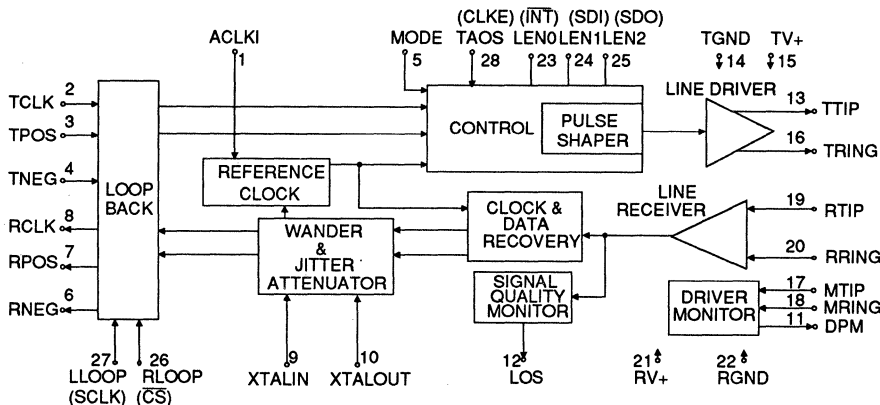 (CLKE) (INT) (SDI) (SDO)
ACLKI MODE TAOS LEN0 LEN1 LEN2 TGND TV+
1 5 28 23 24 25 14 15
TCLK 2
TPOS 3
TNEG 4
RCLK 8
RPOS 7
RNEG 6
LOOP
BACK
REFERENCE
CLOCK
CONTROL
PULSE
SHAPER
LINE DRIVER
13 TTIP
16 TRING
WANDER
&
JITTER
ATTENUATOR
CLOCK &
DATA
RECOVERY
LINE
RECEIVER
19 RTIP
20 RRING
SIGNAL
QUALITY
MONITOR
DRIVER
MONITOR
17 MTIP
18 MRING
11 DPM
27 26 9 10 12 21 22
LLOOP RLOOP XTALIN XTALOUT LOS RV+ RGND
(SCLK) (CS)